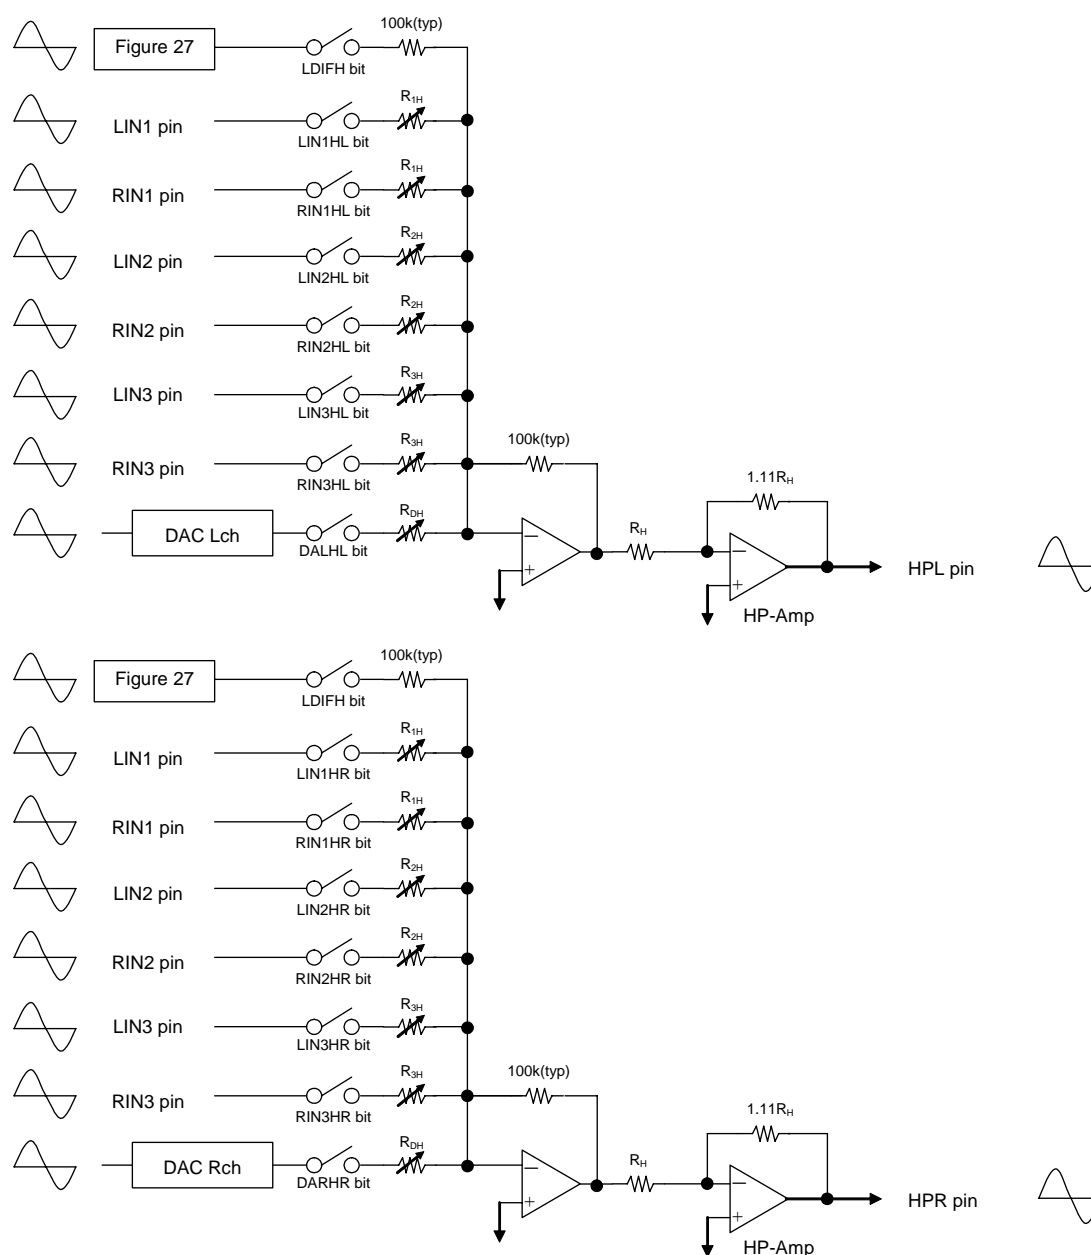 100k(typ)
Figure 27
LDIFH bit
R1H
LIN1 pin
LIN1HL bit
R1H
RIN1 pin
RIN1HL bit
R2H
LIN2 pin
LIN2HL bit
R2H
RIN2 pin
RIN2HL bit
R3H
LIN3 pin
LIN3HL bit
R3H
100k(typ)
RIN3 pin
RIN3HL bit
1.11RH
RDH
DAC Lch
DALHL bit
−
+
RH
−
+
HPL pin
HP-Amp
100k(typ)
Figure 27
LDIFH bit
R1H
LIN1 pin
LIN1HR bit
R1H
RIN1 pin
RIN1HR bit
R2H
LIN2 pin
LIN2HR bit
R2H
RIN2 pin
RIN2HR bit
R3H
LIN3 pin
LIN3HR bit
R3H
100k(typ)
RIN3 pin
RIN3HR bit
1.11RH
RDH
DAC Rch
DARHR bit
−
+
RH
−
+
HPR pin
HP-Amp